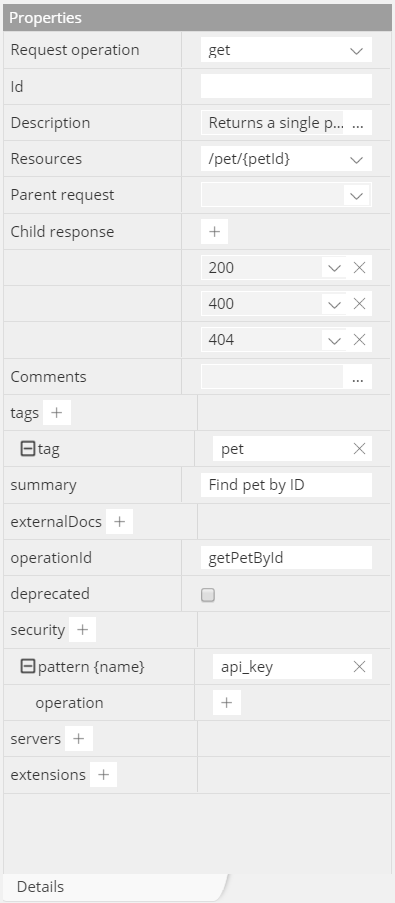 Properties
Request operation get
Id
Description Returns a single p... ...
Resources /pet/{petId}
Parent request
Child response +
200
400
404
Comments ...
tags +
tag pet
summary Find pet by ID
externalDocs +
operationId getPetById
deprecated
security +
pattern {name} api_key
operation +
servers +
extensions +
Details